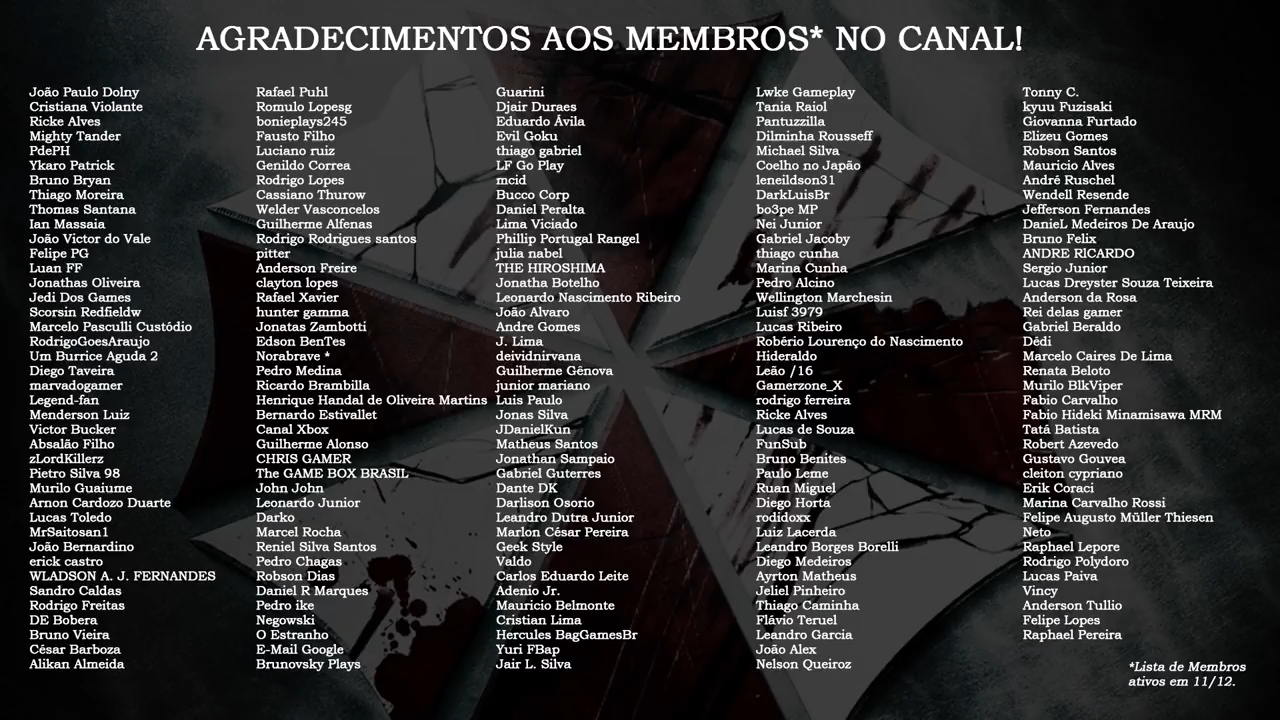 AGRADECIMENTOS AOS MEMBROS* NO CANAL!
João Paulo Dolny
Cristiana Violante
Ricke Alves
Mighty Tander
PdePH
Ykaro Patrick
Bruno Bryan
Thiago Moreira
Thomas Santana
Ian Massaia
João Victor do Vale
Felipe PG
Luan FF
Jonathas Oliveira
Jedi Dos Games
Scorsin Redfieldw
Marcelo Pasculli Custódio
RodrigoGoesAraujo
Um Burrice Aguda 2
Diego Taveira
marvadogamer
Legend-fan
Menderson Luiz
Victor Bucker
Absalão Filho
zLordKillerz
Pietro Silva 98
Murilo Guaiume
Arnon Cardozo Duarte
Lucas Toledo
MrSaitosan1
João Bernardino
erick castro
WLADSON A. J. FERNANDES
Sandro Caldas
Rodrigo Freitas
DE Bobera
Bruno Vieira
César Barboza
Alikan Almeida
Rafael Puhl
Romulo Lopesg
bonieplays245
Fausto Filho
Luciano ruiz
Genildo Correa
Rodrigo Lopes
Cassiano Thurow
Welder Vasconcelos
Guilherme Alfenas
Rodrigo Rodrigues santos
pitter
Anderson Freire
clayton lopes
Rafael Xavier
hunter gamma
Jonatas Zambotti
Edson BenTes
Norabrave *
Pedro Medina
Ricardo Brambilla
Henrique Handal de Oliveira Martins
Bernardo Estivallet
Canal Xbox
Guilherme Alonso
CHRIS GAMER
The GAME BOX BRASIL
John John
Leonardo Junior
Darko
Marcel Rocha
Reniel Silva Santos
Pedro Chagas
Robson Dias
Daniel R Marques
Pedro ike
Negowski
O Estranho
E-Mail Google
Brunovsky Plays
Guarini
Djair Duraes
Eduardo Ávila
Evil Goku
thiago gabriel
LF Go Play
mcid
Bucco Corp
Daniel Peralta
Lima Viciado
Phillip Portugal Rangel
julia nabel
THE HIROSHIMA
Jonatha Botelho
Leonardo Nascimento Ribeiro
João Alvaro
Andre Gomes
J. Lima
deividnirvana
Guilherme Gênova
junior mariano
Luis Paulo
Jonas Silva
JDanielKun
Matheus Santos
Jonathan Sampaio
Gabriel Guterres
Dante DK
Darlison Osorio
Leandro Dutra Junior
Marlon César Pereira
Geek Style
Valdo
Carlos Eduardo Leite
Adenio Jr.
Mauricio Belmonte
Cristian Lima
Hercules BagGamesBr
Yuri FBap
Jair L. Silva
Lwke Gameplay
Tania Raiol
Pantuzzilla
Dilminha Rousseff
Michael Silva
Coelho no Japão
leneildson31
DarkLuisBr
bo3pe MP
Nei Junior
Gabriel Jacoby
thiago cunha
Marina Cunha
Pedro Alcino
Wellington Marchesin
Luisf 3979
Lucas Ribeiro
Robério Lourenço do Nascimento
Hideraldo
Leão /16
Gamerzone_X
rodrigo ferreira
Ricke Alves
Lucas de Souza
FunSub
Bruno Benites
Paulo Leme
Ruan Miguel
Diego Horta
rodidoxx
Luiz Lacerda
Leandro Borges Borelli
Diego Medeiros
Ayrton Matheus
Jeliel Pinheiro
Thiago Caminha
Flávio Teruel
Leandro Garcia
João Alex
Nelson Queiroz
Tonny C.
kyuu Fuzisaki
Giovanna Furtado
Elizeu Gomes
Robson Santos
Mauricio Alves
André Ruschel
Wendell Resende
Jefferson Fernandes
DanieL Medeiros De Araujo
Bruno Felix
ANDRE RICARDO
Sergio Junior
Lucas Dreyster Souza Teixeira
Anderson da Rosa
Rei delas gamer
Gabriel Beraldo
Dédi
Marcelo Caires De Lima
Renata Beloto
Murilo BlkViper
Fabio Carvalho
Fabio Hideki Minamisawa MRM
Tatá Batista
Robert Azevedo
Gustavo Gouvea
cleiton cypriano
Erik Coraci
Marina Carvalho Rossi
Felipe Augusto Müller Thiesen
Neto
Raphael Lepore
Rodrigo Polydoro
Lucas Paiva
Vincy
Anderson Tullio
Felipe Lopes
Raphael Pereira
*Lista de Membros
ativos em 11/12.